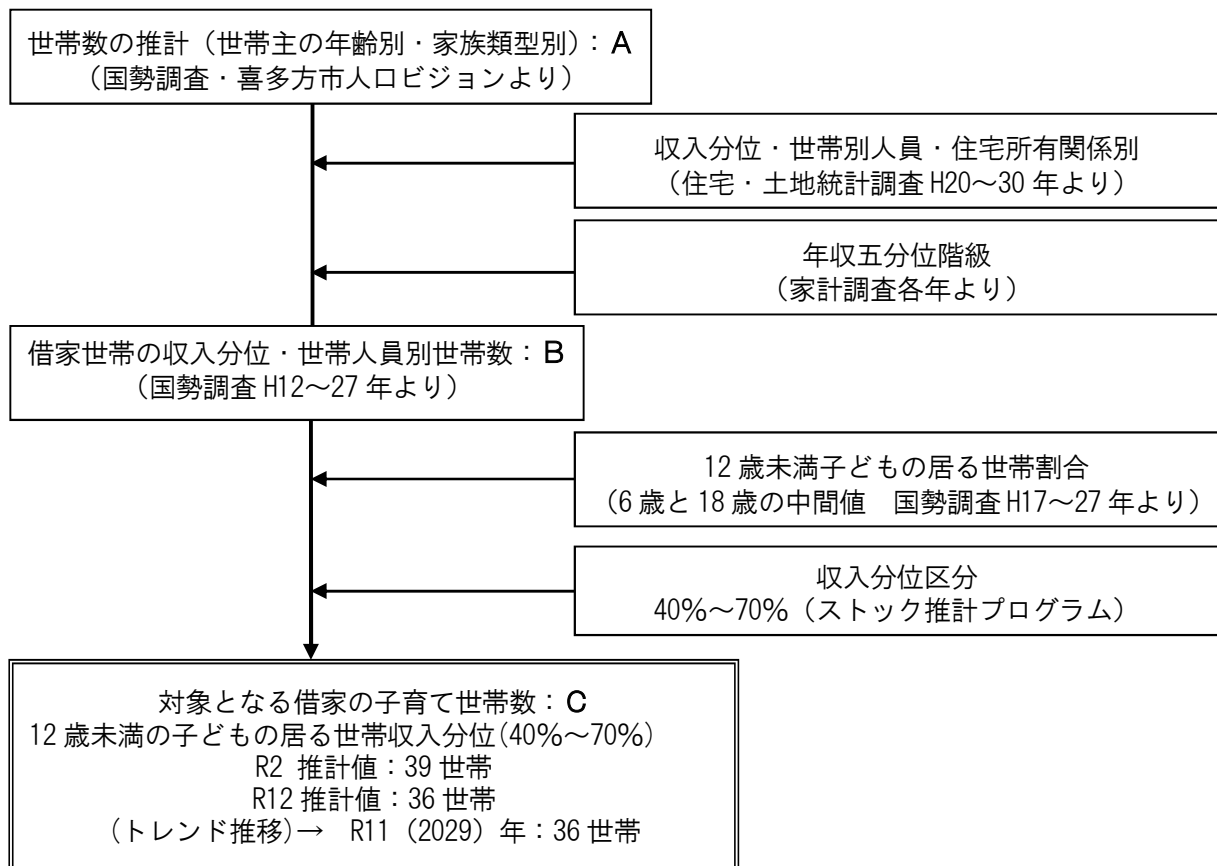 世帯数の推計（世帯主の年齢別・家族類型別）：A
（国勢調査・喜多方市人口ビジョンより）
収入分位・世帯別人員・住宅所有関係別
（住宅・土地統計調査 H20～30 年より）
年収五分位階級
（家計調査各年より）
借家世帯の収入分位・世帯人員別世帯数：B
（国勢調査 H12～27 年より）
12 歳未満子どもの居る世帯割合
（6 歳と 18 歳の中間値　国勢調査 H17～27 年より）
収入分位区分
40%～70%（ストック推計プログラム）
対象となる借家の子育て世帯数：C
12 歳未満の子どもの居る世帯収入分位(40%～70%)
R2 推計値：39 世帯
R12 推計値：36 世帯
（トレンド推移）→　R11（2029）年：36 世帯